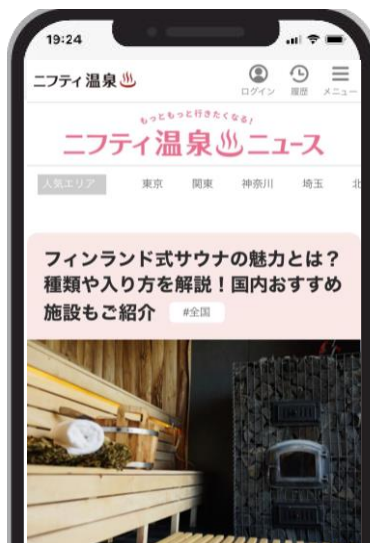 19:24
ニフティ温泉
ログイン
履歴
メニュー
もっともっと行きたくなる!
ニフティ温泉ニュース
人気エリア 東京 関東 神奈川 埼玉 北
フィンランド式サウナの魅力とは?
種類や入り方を解説!国内おすすめ
施設もご紹介 #全国